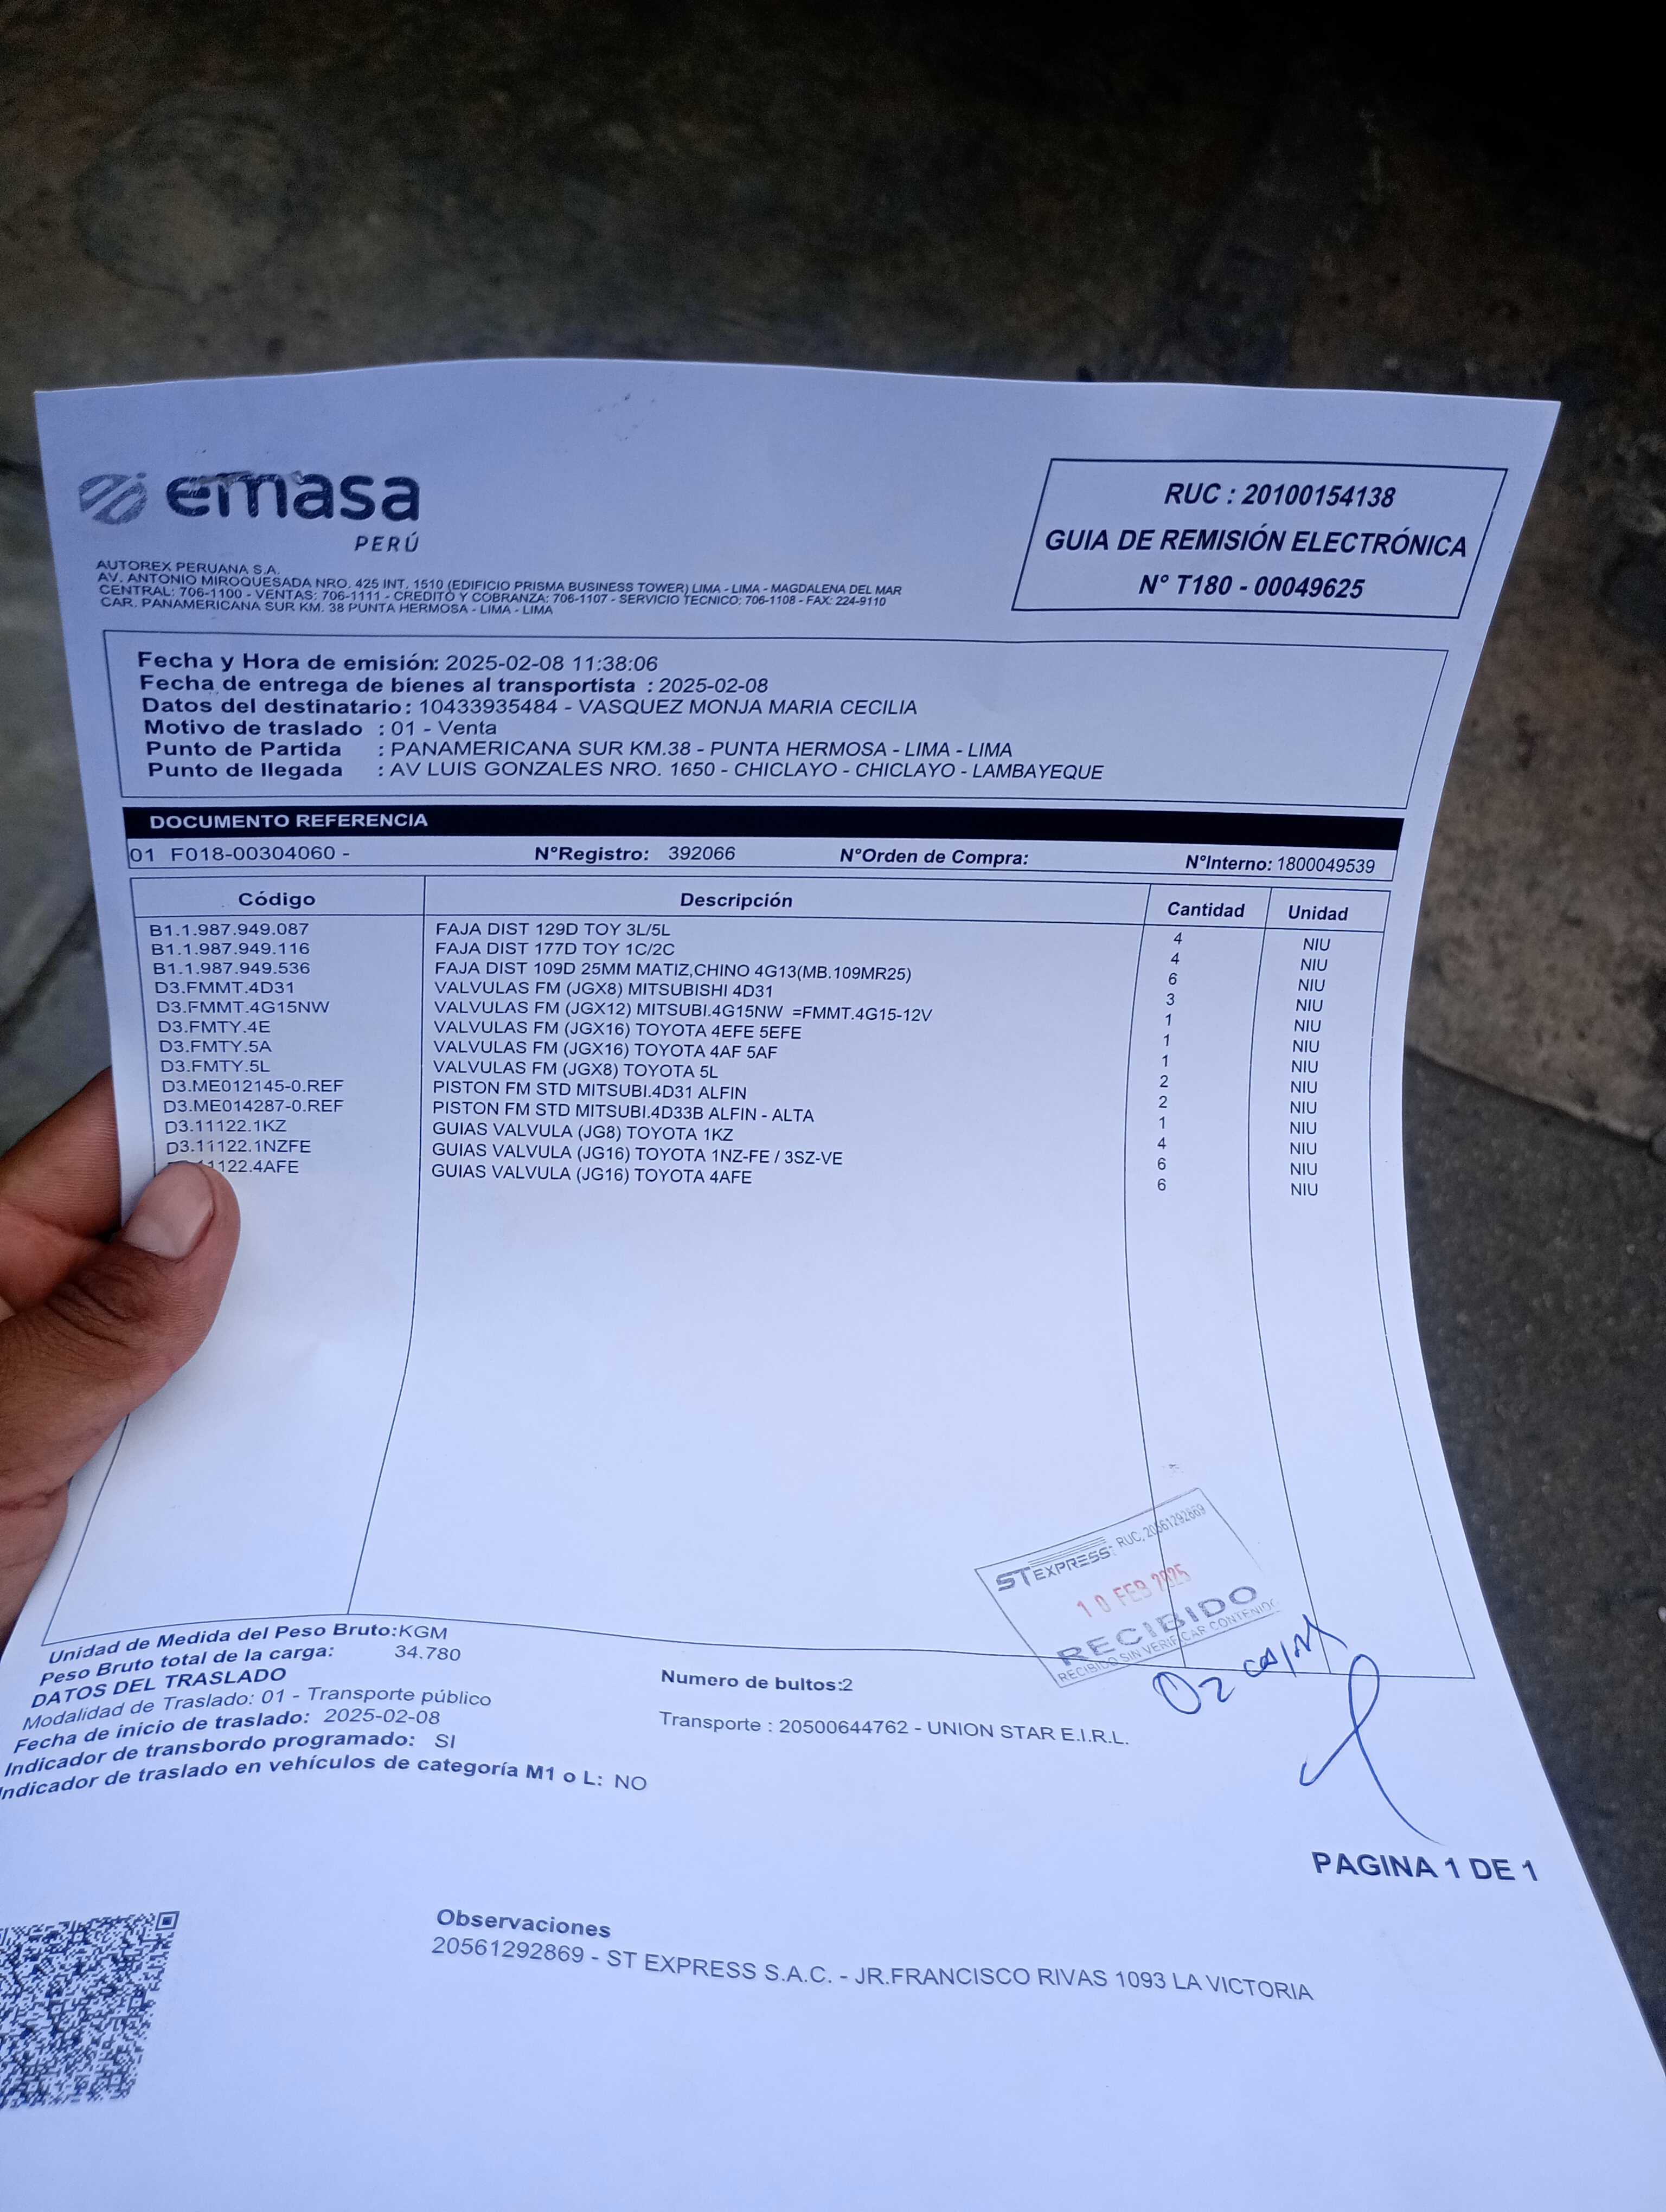 emasa
PERÚ
RUC : 20100154138
GUIA DE REMISIÓN ELECTRÓNICA
N° T180 - 00049625
AUTOREX PERUANA S.A.
AV. ANTONIO MIROQUESADA NRO. 425 INT. 1510 (EDIFICIO PRISMA BUSINESS TOWER) LIMA - LIMA - MAGDALENA DEL MAR
CENTRAL: 706-1100 - VENTAS: 706-1111 - CREDITO Y COBRANZA: 706-1107 - SERVICIO TECNICO: 706-1108 - FAX: 224-9110
CAR. PANAMERICANA SUR KM. 38 PUNTA HERMOSA - LIMA - LIMA
Fecha y Hora de emisión: 2025-02-08 11:38:06
Fecha de entrega de bienes al transportista : 2025-02-08
Datos del destinatario : 10433935484 - VASQUEZ MONJA MARIA CECILIA
Motivo de traslado : 01 - Venta
Punto de Partida : PANAMERICANA SUR KM.38 - PUNTA HERMOSA - LIMA - LIMA
Punto de llegada : AV LUIS GONZALES NRO. 1650 - CHICLAYO - CHICLAYO - LAMBAYEQUE
DOCUMENTO REFERENCIA
01 F018-00304060 - N°Registro: 392066 N°Orden de Compra: N°Interno: 1800049539
Código Descripción Cantidad Unidad
B1.1.987.949.087 FAJA DIST 129D TOY 3L/5L 4 NIU
B1.1.987.949.116 FAJA DIST 177D TOY 1C/2C 4 NIU
B1.1.987.949.536 FAJA DIST 109D 25MM MATIZ,CHINO 4G13(MB.109MR25) 6 NIU
D3.FMMT.4D31 VALVULAS FM (JGX8) MITSUBISHI 4D31 3 NIU
D3.FMMT.4G15NW VALVULAS FM (JGX12) MITSUBI.4G15NW =FMMT.4G15-12V 1 NIU
D3.FMTY.4E VALVULAS FM (JGX16) TOYOTA 4EFE 5EFE 1 NIU
D3.FMTY.5A VALVULAS FM (JGX16) TOYOTA 4AF 5AF 1 NIU
D3.FMTY.5L VALVULAS FM (JGX8) TOYOTA 5L 2 NIU
D3.ME012145-0.REF PISTON FM STD MITSUBI.4D31 ALFIN 2 NIU
D3.ME014287-0.REF PISTON FM STD MITSUBI.4D33B ALFIN - ALTA 1 NIU
D3.11122.1KZ GUIAS VALVULA (JG8) TOYOTA 1KZ 4 NIU
D3.11122.1NZFE GUIAS VALVULA (JG16) TOYOTA 1NZ-FE / 3SZ-VE 6 NIU
11122.4AFE GUIAS VALVULA (JG16) TOYOTA 4AFE 6 NIU
ST EXPRESS RUC. 20561292869
10 FEB 2025
RECIBIDO
RECIBIDO SIN VERIFICAR CONTENIDO
02
Unidad de Medida del Peso Bruto:KGM
Peso Bruto total de la carga: 34.780
DATOS DEL TRASLADO
Numero de bultos:2
Modalidad de Traslado: 01 - Transporte público
Fecha de inicio de traslado: 2025-02-08
Transporte : 20500644762 - UNION STAR E.I.R.L.
Indicador de transbordo programado: SI
Indicador de traslado en vehículos de categoría M1 o L: NO
PAGINA 1 DE 1
Observaciones
20561292869 - ST EXPRESS S.A.C. - JR.FRANCISCO RIVAS 1093 LA VICTORIA